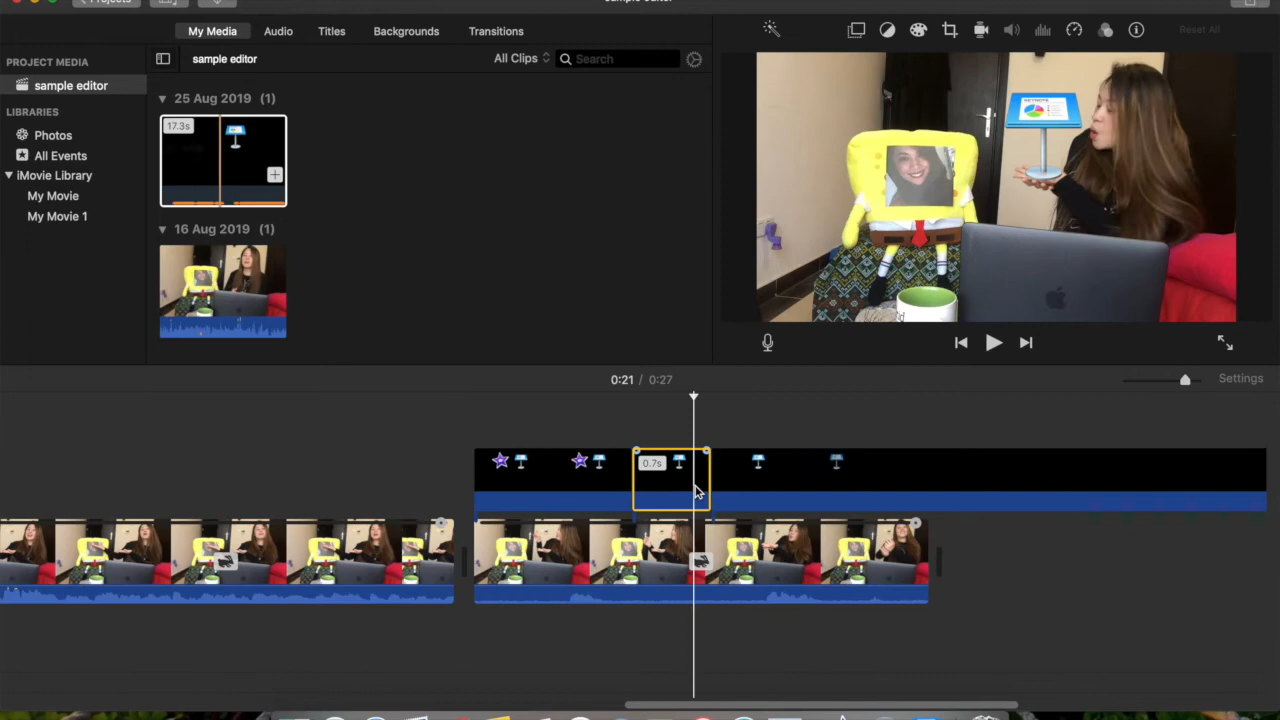 Projects
My Media
Audio
Titles
Backgrounds
Transitions
Reset All
PROJECT MEDIA
sample editor
LIBRARIES
Photos
All Events
iMovie Library
My Movie
My Movie 1
sample editor
All Clips
Search
25 Aug 2019 (1)
17.3s
16 Aug 2019 (1)
KEYNOTE
0:21 / 0:27
Settings
0.7s